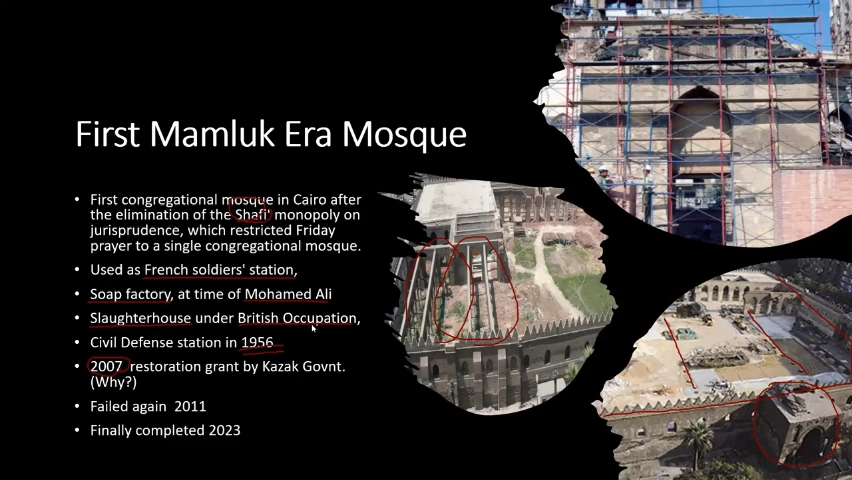 First Mamluk Era Mosque
• First congregational mosque in Cairo after
the elimination of the Shafi' monopoly on
jurisprudence, which restricted Friday
prayer to a single congregational mosque.
• Used as French soldiers' station,
• Soap factory, at time of Mohamed Ali
• Slaughterhouse under British Occupation,
• Civil Defense station in 1956
• 2007 restoration grant by Kazak Govnt.
(Why?)
• Failed again 2011
• Finally completed 2023